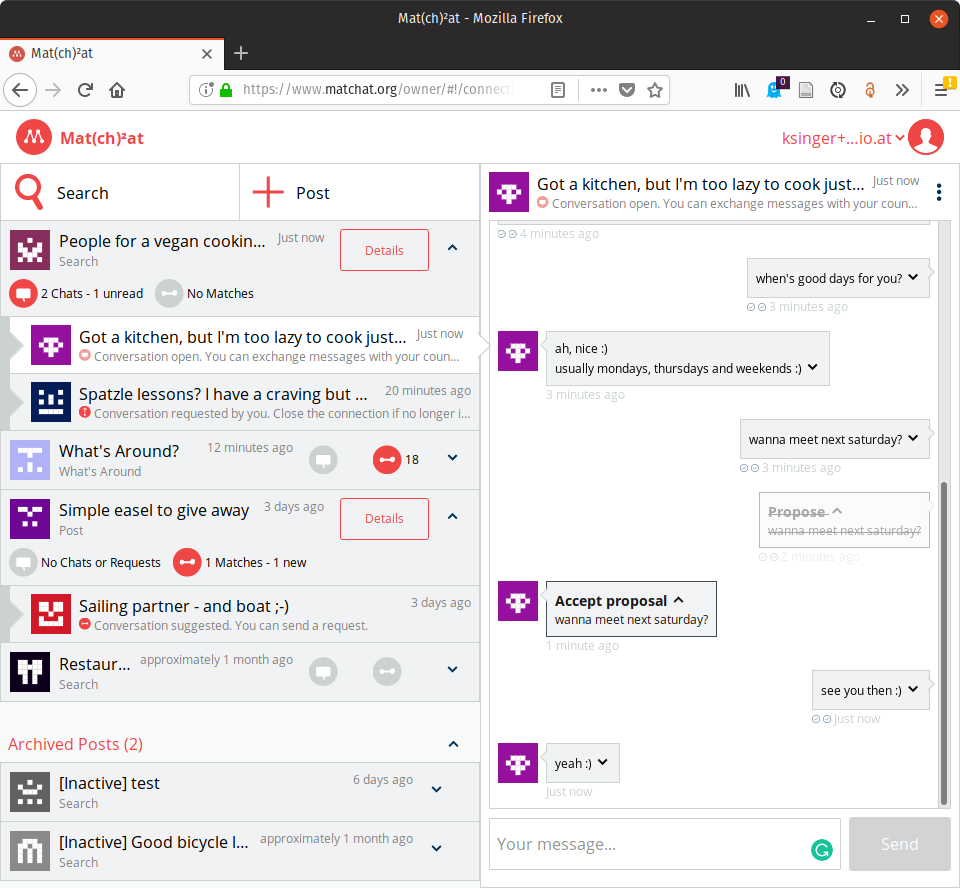 Mat(ch)²at - Mozilla Firefox
Mat(ch)²at
https://www.matchat.org/owner/#!/connect
0
Mat(ch)²at
ksinger+...io.at
Search
Post
People for a vegan cookin...
Just now
Details
Search
2 Chats - 1 unread
No Matches
Got a kitchen, but I'm too lazy to cook just...
Just now
Conversation open. You can exchange messages with your coun...
Spatzle lessons? I have a craving but ...
20 minutes ago
Conversation requested by you. Close the connection if no longer i...
What's Around?
12 minutes ago
What's Around
18
Simple easel to give away
3 days ago
Details
Post
No Chats or Requests
1 Matches - 1 new
Sailing partner - and boat ;-)
3 days ago
Conversation suggested. You can send a request.
Restaur...
approximately 1 month ago
Search
Archived Posts (2)
[Inactive] test
6 days ago
Search
[Inactive] Good bicycle l...
approximately 1 month ago
Search
Got a kitchen, but I'm too lazy to cook just...
Just now
Conversation open. You can exchange messages with your coun...
4 minutes ago
when's good days for you?
3 minutes ago
ah, nice :)
usually mondays, thursdays and weekends :)
3 minutes ago
wanna meet next saturday?
3 minutes ago
Propose
wanna meet next saturday?
2 minutes ago
Accept proposal
wanna meet next saturday?
1 minute ago
see you then :)
Just now
yeah :)
Just now
Your message...
Send